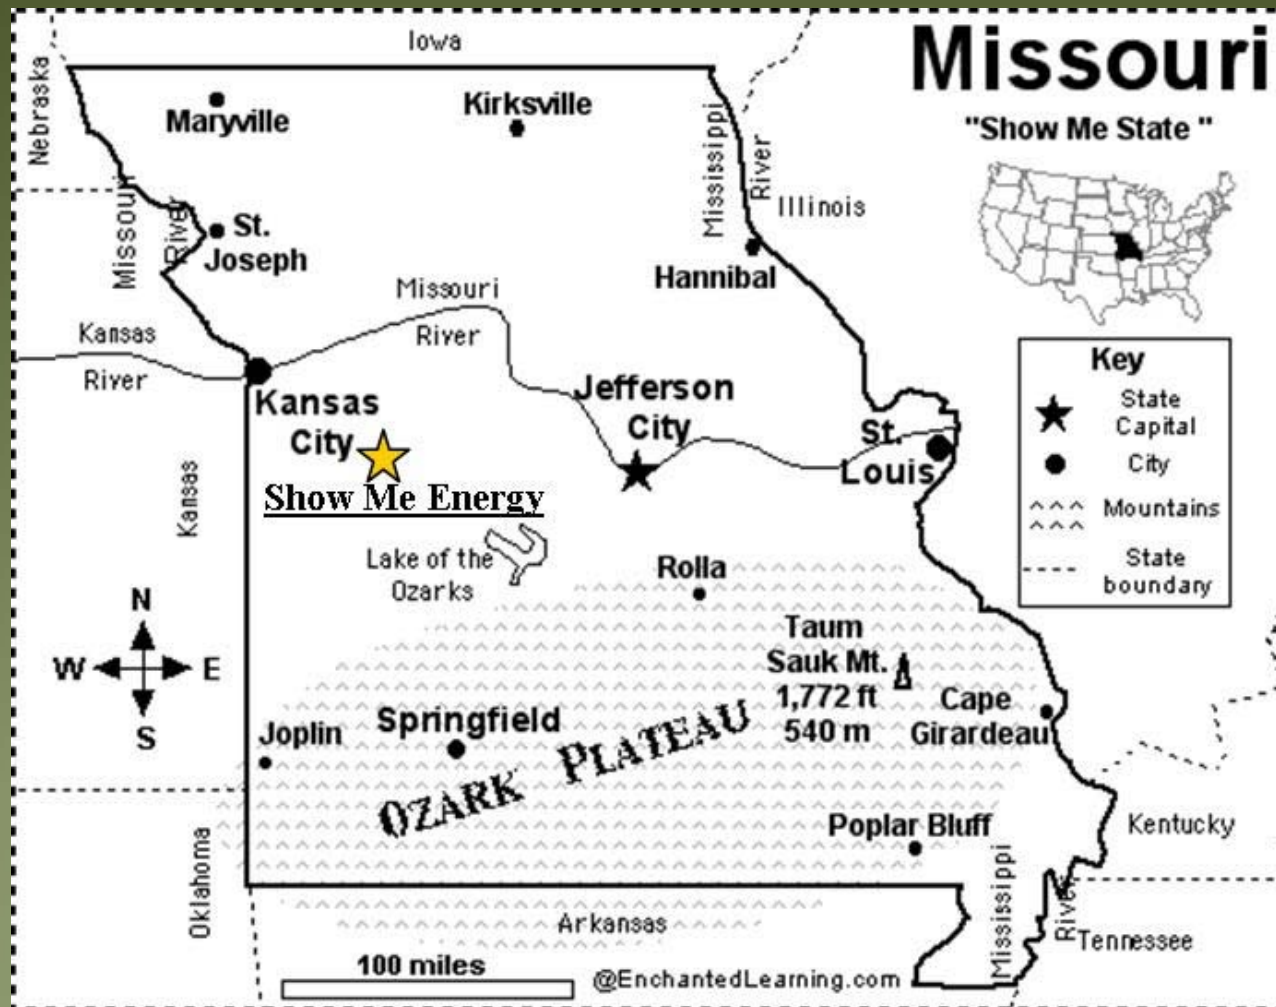 Missouri
"Show Me State "
Iowa
Nebraska
Maryville
Kirksville
Mississippi
River
Illinois
Missouri
River
St.
Joseph
Hannibal
Missouri
River
Kansas
River
Kansas
City
Show Me Energy
Jefferson
City
St.
Louis
Key
State
Capital
City
Mountains
State
boundary
Kansas
Lake of the
Ozarks
Rolla
N
W
E
S
Taum
Sauk Mt.
1,772 ft
540 m
Cape
Girardeau
Joplin
Springfield
OZARK PLATEAU
Poplar Bluff
Kentucky
Oklahoma
Arkansas
Mississippi
River
Tennessee
100 miles
@EnchantedLearning.com